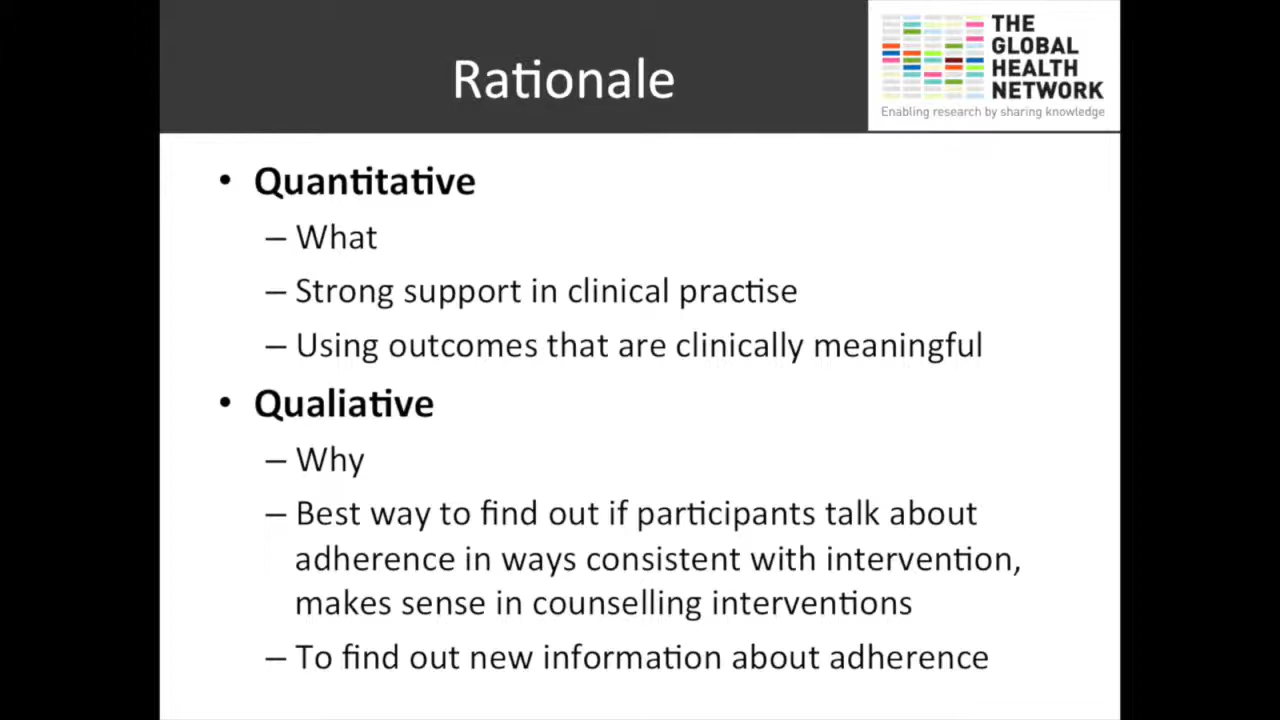 Rationale
THE
GLOBAL
HEALTH
NETWORK
Enabling research by sharing knowledge
• Quantitative
– What
– Strong support in clinical practise
– Using outcomes that are clinically meaningful
• Qualiative
– Why
– Best way to find out if participants talk about
adherence in ways consistent with intervention,
makes sense in counselling interventions
– To find out new information about adherence